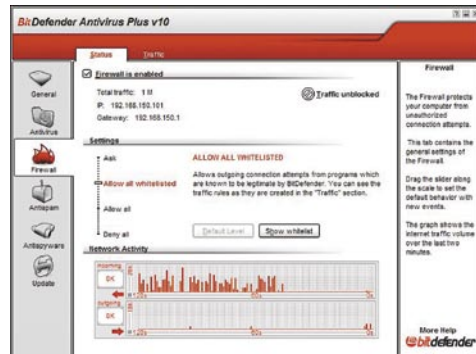 BitDefender Antivirus Plus v10
Status Traffic
General
Antivirus
Firewall
Antispam
Antispyware
Update
Firewall is enabled
Total traffic: 1 M
IP: 192.168.150.101
Gateway: 192.168.150.1
Traffic unblocked
Settings
Ask
Allow all whitelisted
Allow all
Deny all
ALLOW ALL WHITELISTED
Allows outgoing connection attempts from programs which
are known to be legitimate by BitDefender. You can see the
traffic rules as they are created in the "Traffic" section.
Default Level Show whitelist
Network Activity
incoming
0K
outgoing
0K
Firewall
The Firewall protects
your computer from
unauthorized
connection attempts.
This tab contains the
general settings of
the Firewall.
Drag the slider along
the scale to set the
default behavior with
new events.
The graph shows the
internet traffic volume
over the last two
minutes.
More Help
bitdefender